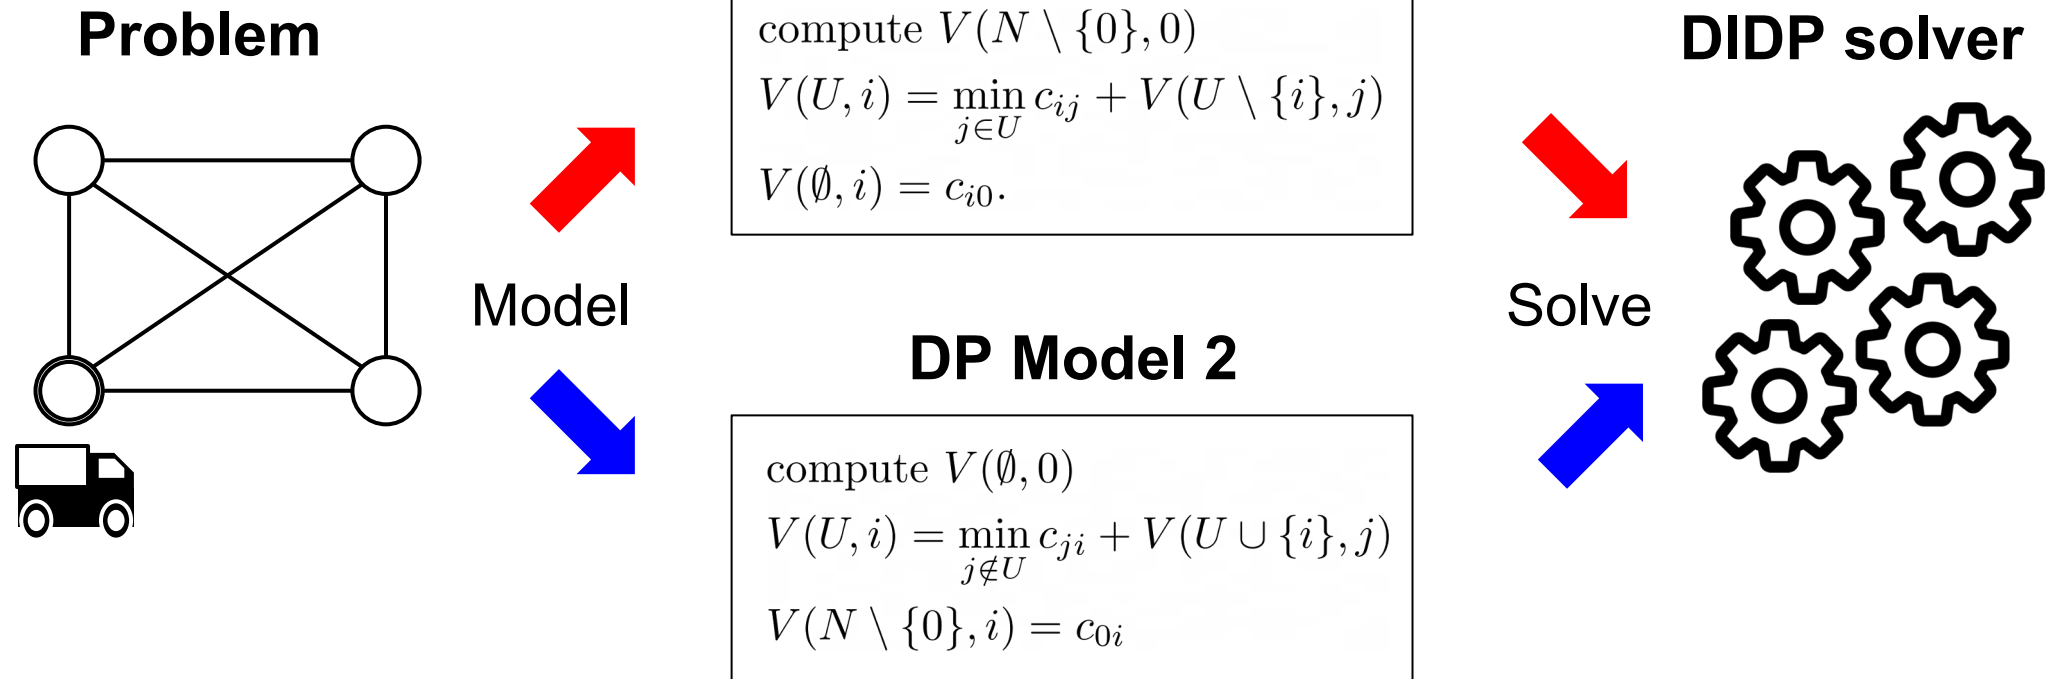 Problem
compute V(N \ {0}, 0)
V(U, i) = min_{j∈U} c_{ij} + V(U \ {i}, j)
V(∅, i) = c_{i0}.
DIDP solver
Model
Solve
DP Model 2
compute V(∅, 0)
V(U, i) = min_{j∉U} c_{ji} + V(U ∪ {i}, j)
V(N \ {0}, i) = c_{0i}